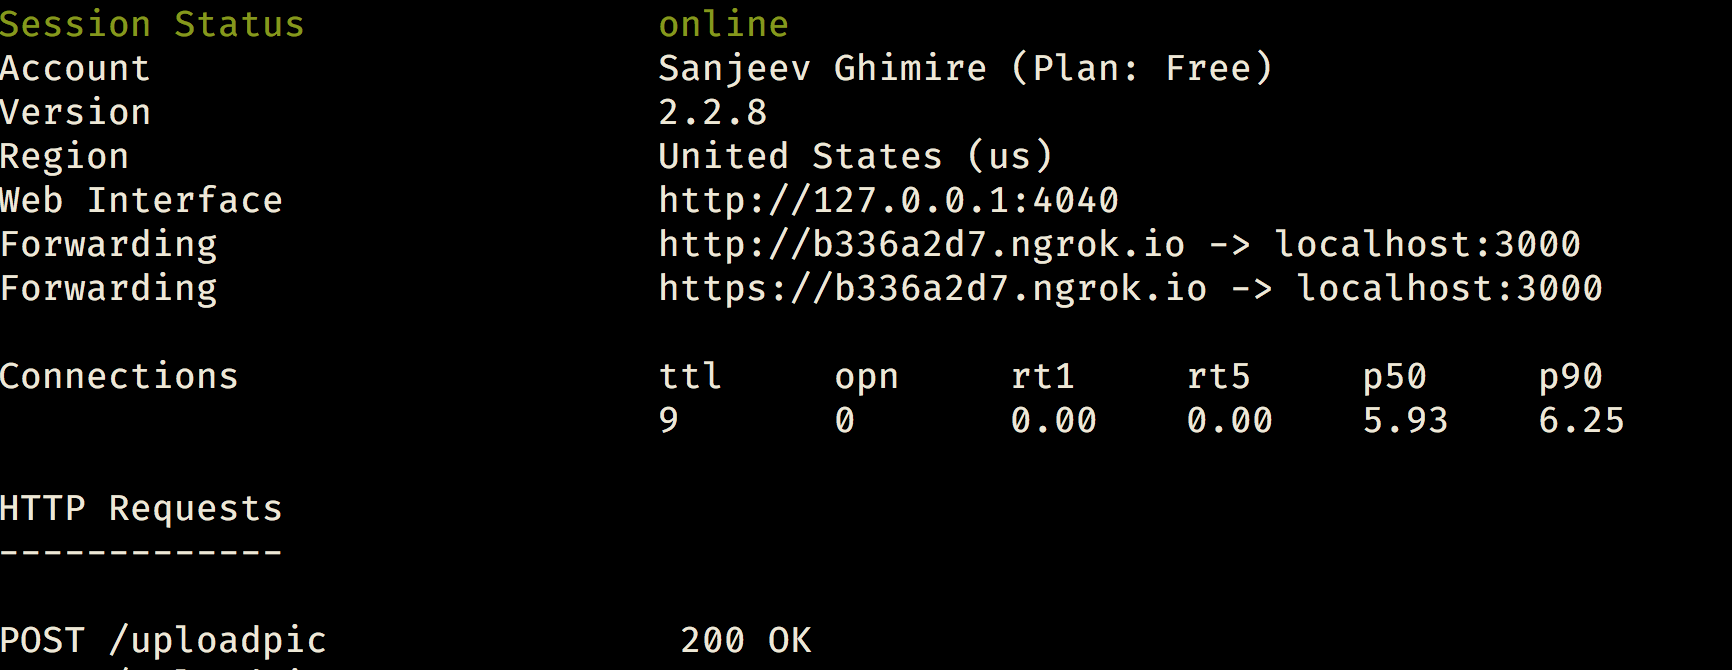 Session Status online
Account Sanjeev Ghimire (Plan: Free)
Version 2.2.8
Region United States (us)
Web Interface http://127.0.0.1:4040
Forwarding http://b336a2d7.ngrok.io -> localhost:3000
Forwarding https://b336a2d7.ngrok.io -> localhost:3000
Connections ttl opn rt1 rt5 p50 p90
9 0 0.00 0.00 5.93 6.25
HTTP Requests
-------------
POST /uploadpic 200 OK